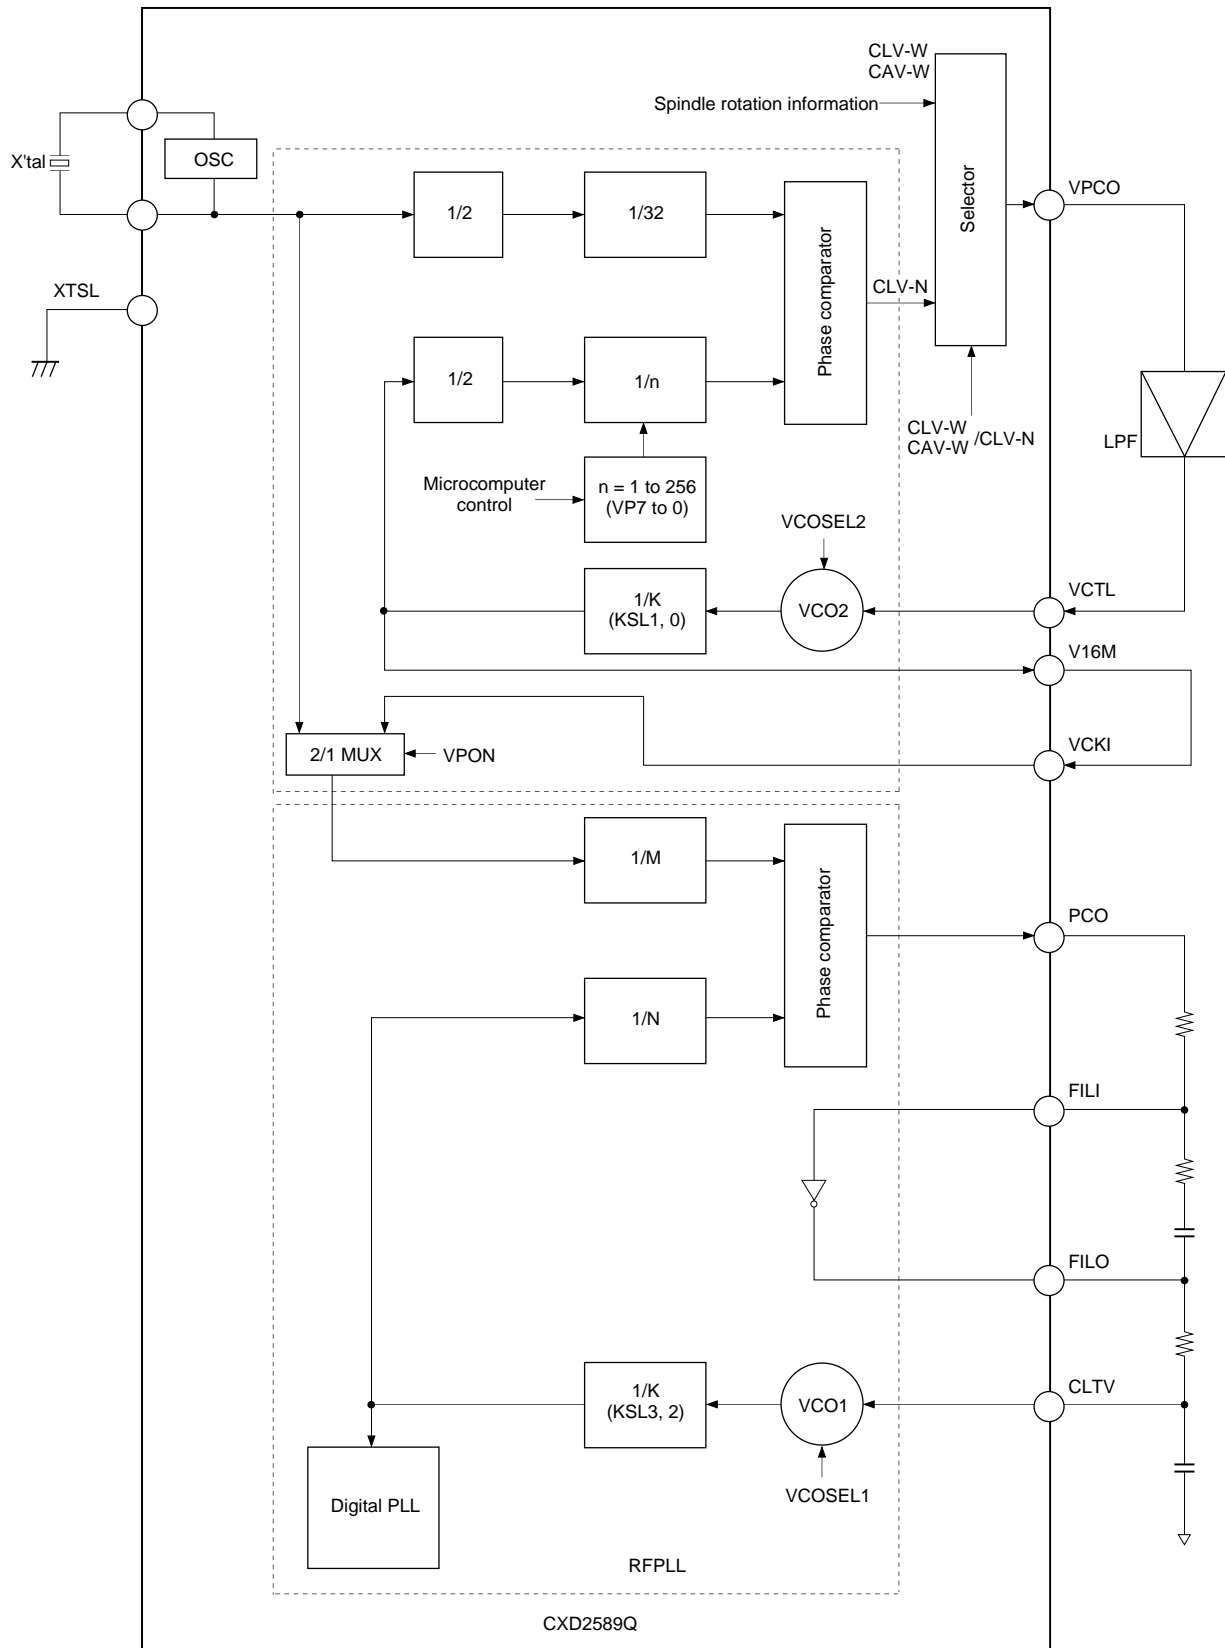 CLV-W
CAV-W
Spindle rotation information
X'tal
OSC
1/2
1/32
Phase comparator
Selector
VPCO
XTSL
CLV-N
1/2
1/n
CLV-W
CAV-W
/CLV-N
LPF
Microcomputer
control
n = 1 to 256
(VP7 to 0)
VCOSEL2
1/K
(KSL1, 0)
VCO2
VCTL
V16M
2/1 MUX
VPON
VCKI
1/M
Phase comparator
PCO
1/N
FILI
FILO
1/K
(KSL3, 2)
VCO1
CLTV
VCOSEL1
Digital PLL
RFPLL
CXD2589Q